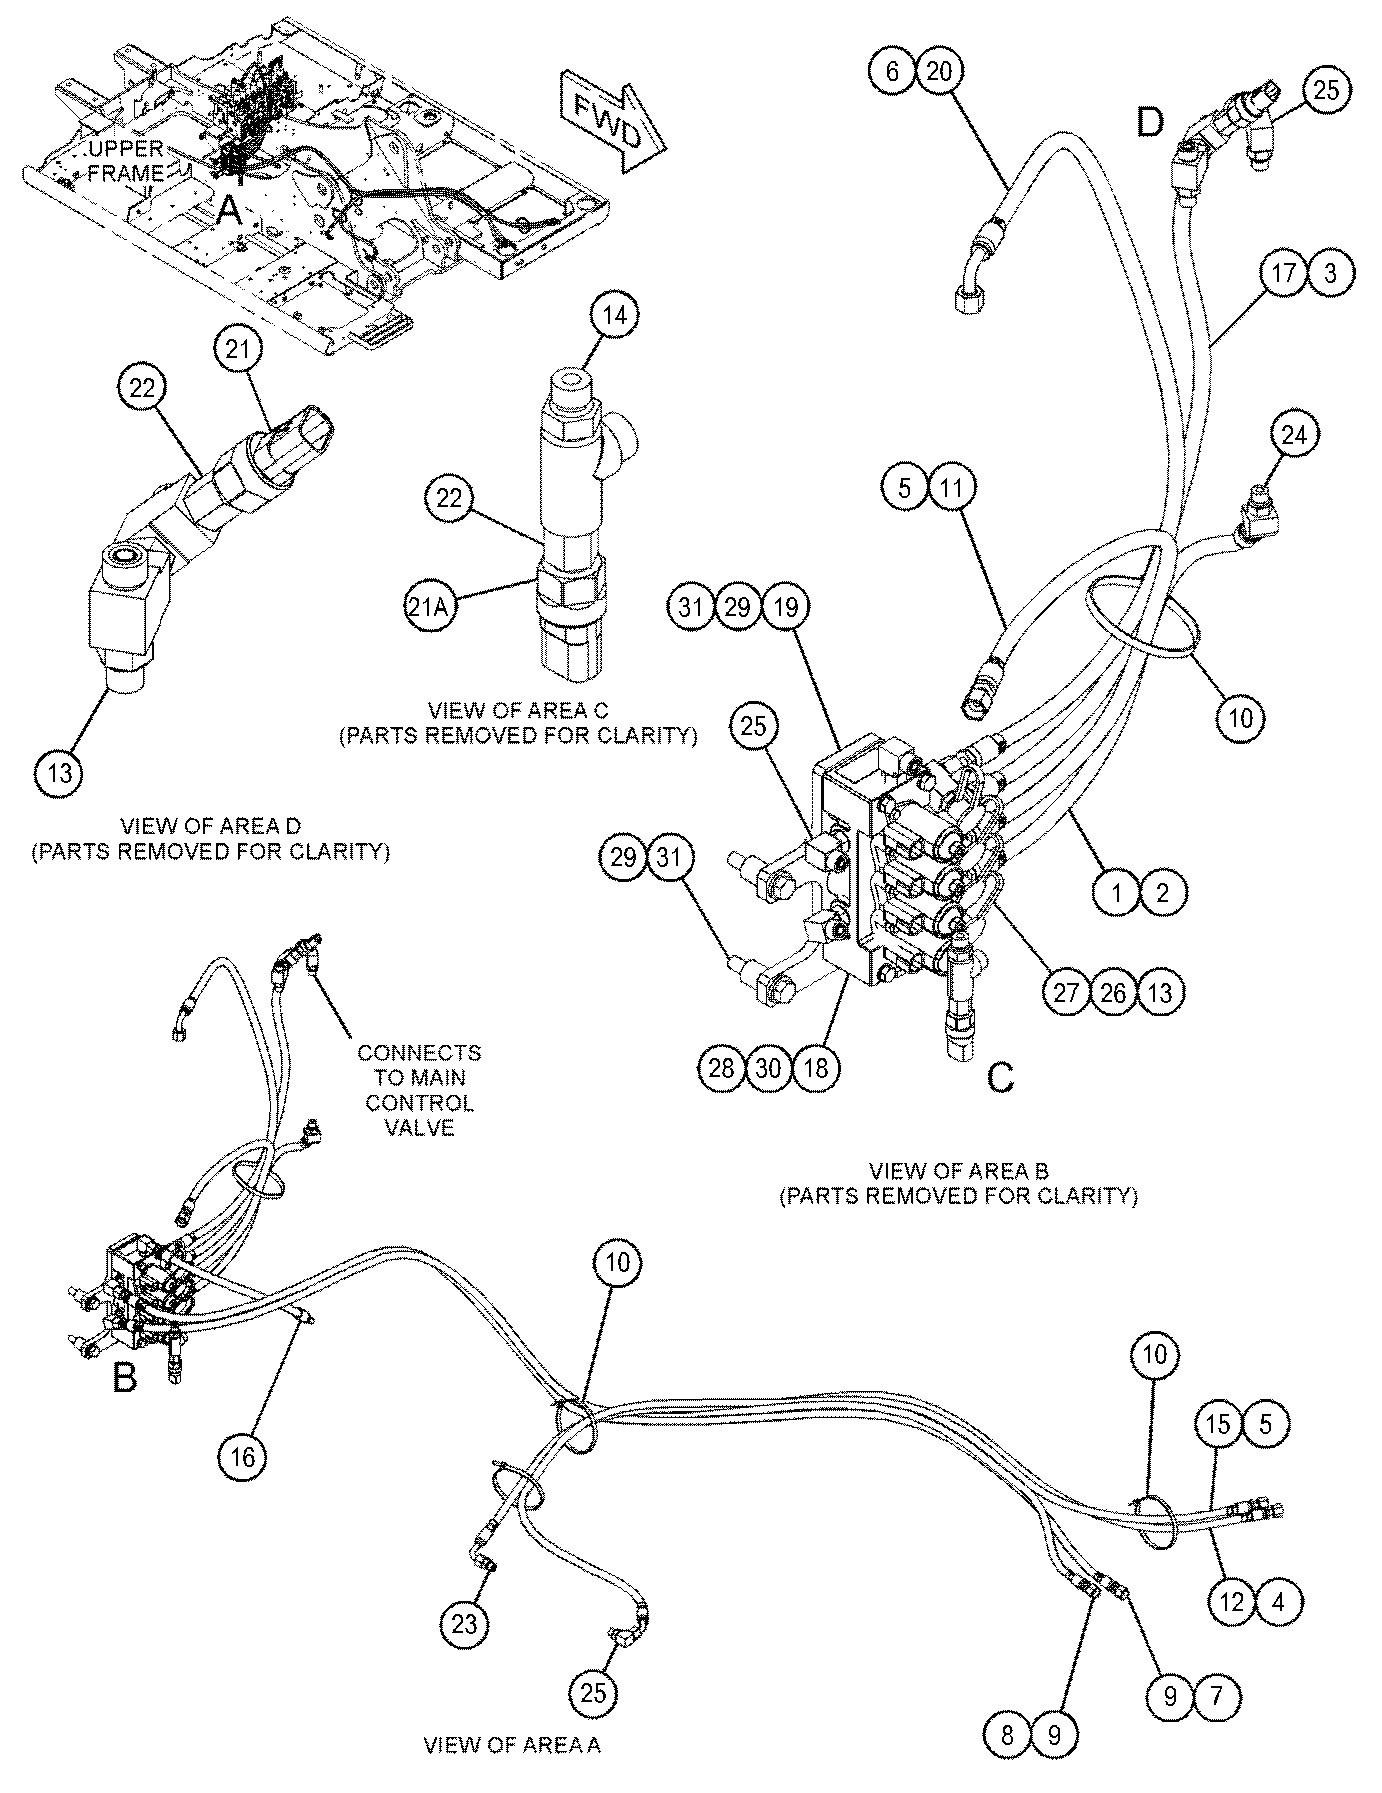 6 20
D
25
FWD
UPPER
FRAME
A
17 3
14
21
22
24
5 11
22
21A
31 29 19
VIEW OF AREA C
(PARTS REMOVED FOR CLARITY)
25
10
13
VIEW OF AREA D
(PARTS REMOVED FOR CLARITY)
29 31
1 2
27 26 13
28 30 18
C
CONNECTS
TO MAIN
CONTROL
VALVE
VIEW OF AREA B
(PARTS REMOVED FOR CLARITY)
10
B
10
15 5
16
12 4
23
25
9 7
8 9
VIEW OF AREA A